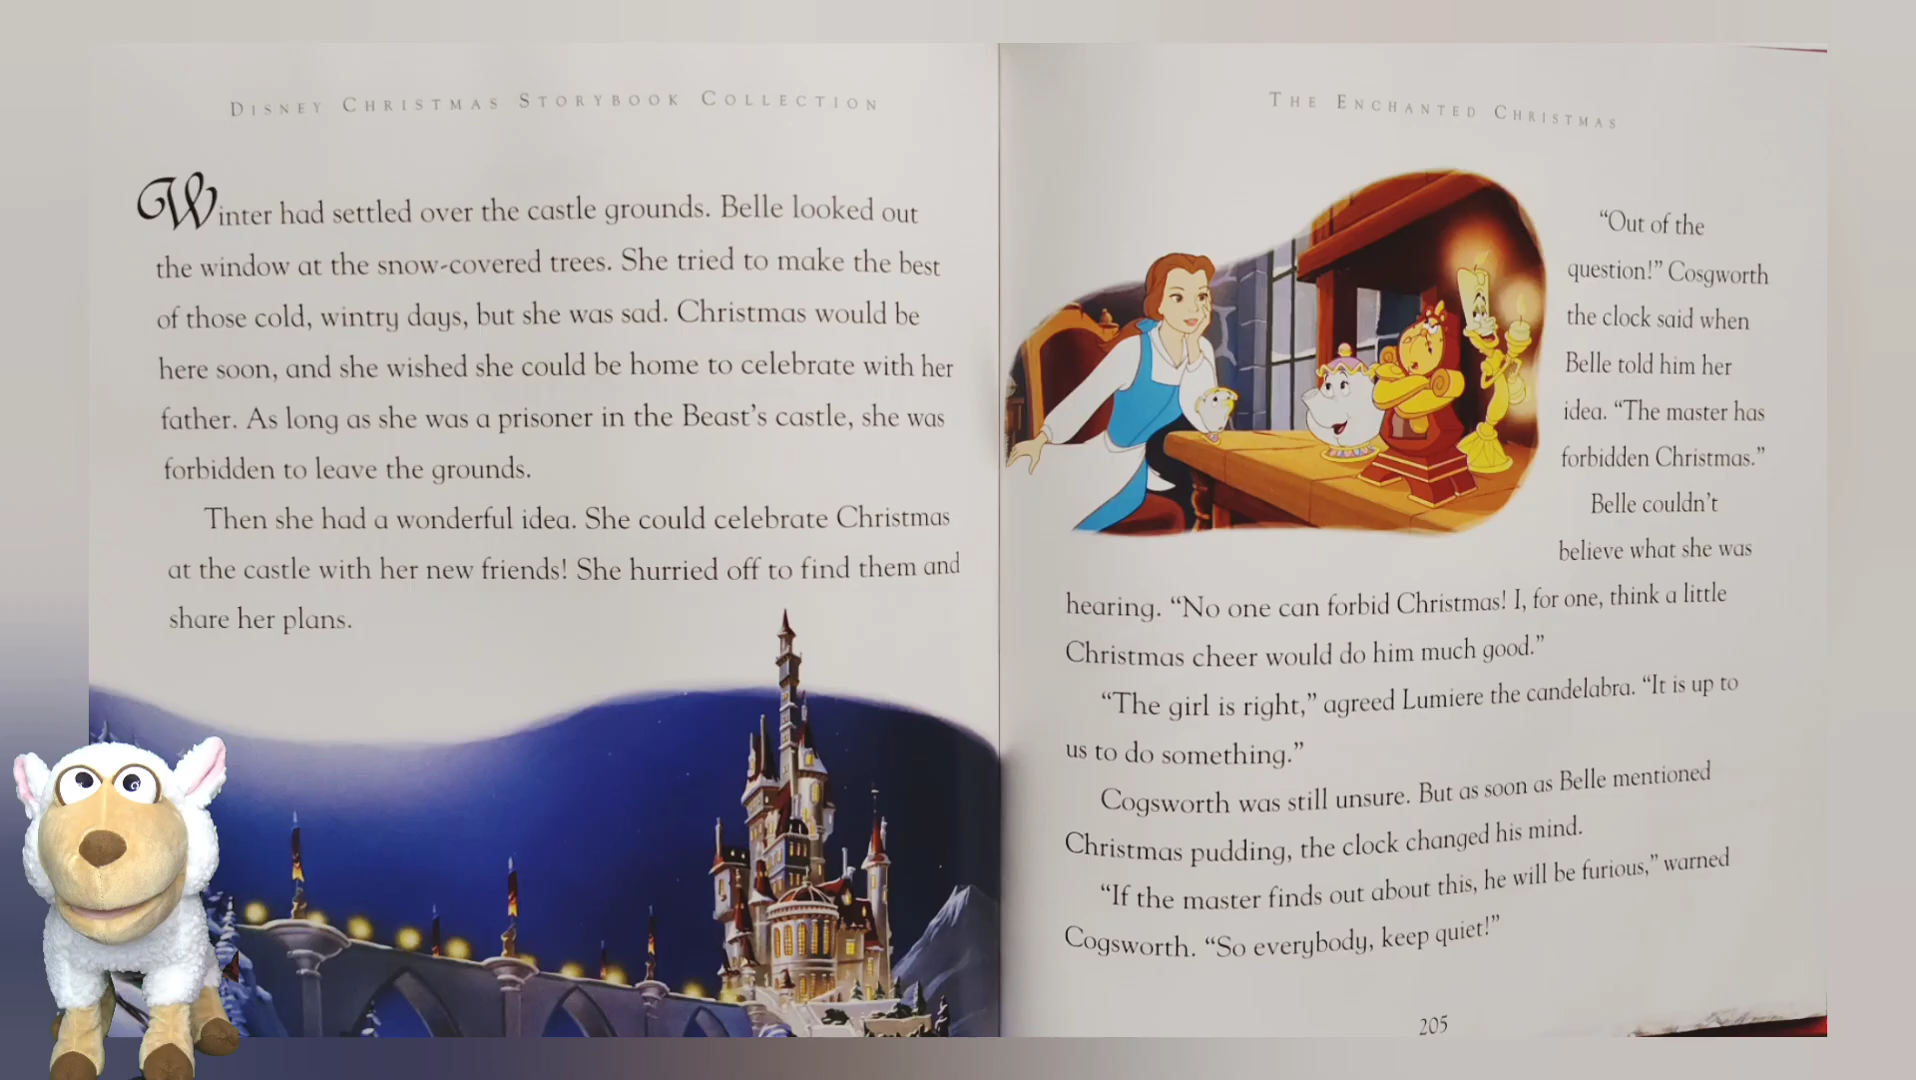 DISNEY CHRISTMAS STORYBOOK COLLECTION
Winter had settled over the castle grounds. Belle looked out
the window at the snow-covered trees. She tried to make the best
of those cold, wintry days, but she was sad. Christmas would be
here soon, and she wished she could be home to celebrate with her
father. As long as she was a prisoner in the Beast's castle, she was
forbidden to leave the grounds.
Then she had a wonderful idea. She could celebrate Christmas
at the castle with her new friends! She hurried off to find them and
share her plans.
THE ENCHANTED CHRISTMAS
“Out of the
question!” Cosgworth
the clock said when
Belle told him her
idea. “The master has
forbidden Christmas.”
Belle couldn't
believe what she was
hearing. “No one can forbid Christmas! I, for one, think a little
Christmas cheer would do him much good.”
“The girl is right,” agreed Lumiere the candelabra. “It is up to
us to do something.”
Cogsworth was still unsure. But as soon as Belle mentioned
Christmas pudding, the clock changed his mind.
“If the master finds out about this, he will be furious,” warned
Cogsworth. “So everybody, keep quiet!”
205